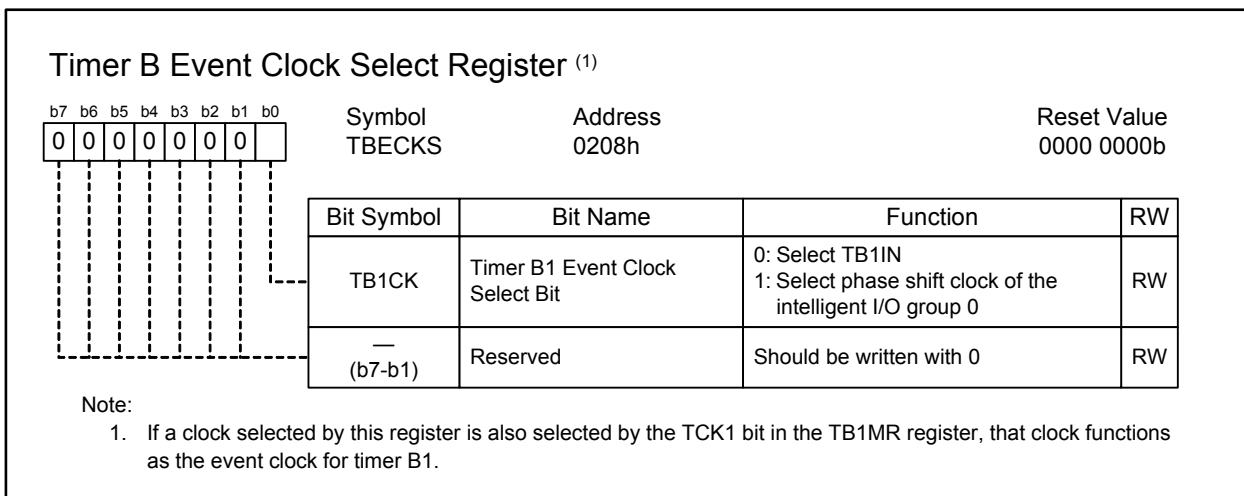 Timer B Event Clock Select Register (1)
b7 b6 b5 b4 b3 b2 b1 b0
0 0 0 0 0 0 0
Symbol Address Reset Value
TBECKS 0208h 0000 0000b
Bit Symbol Bit Name Function RW
TB1CK Timer B1 Event Clock Select Bit 0: Select TB1IN
1: Select phase shift clock of the
intelligent I/O group 0 RW
—
(b7-b1) Reserved Should be written with 0 RW
Note:
1. If a clock selected by this register is also selected by the TCK1 bit in the TB1MR register, that clock functions
as the event clock for timer B1.